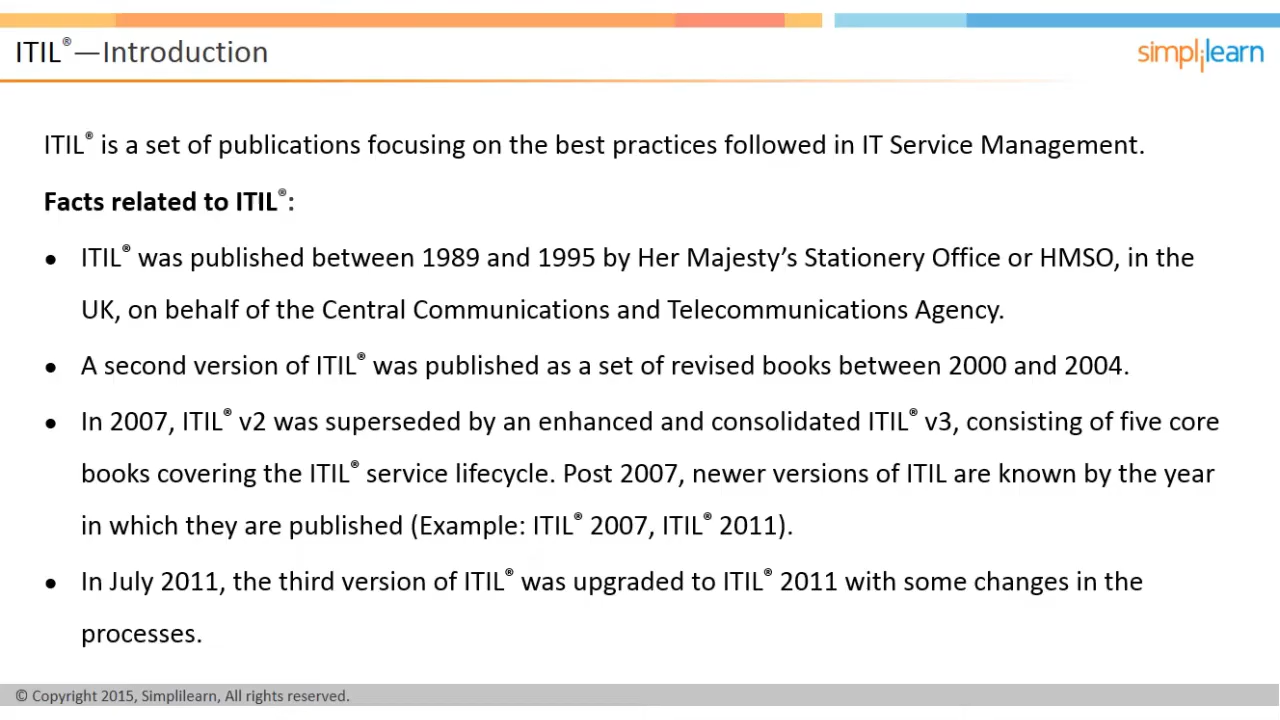 ITIL®—Introduction
simplilearn
ITIL® is a set of publications focusing on the best practices followed in IT Service Management.
Facts related to ITIL®:
● ITIL® was published between 1989 and 1995 by Her Majesty’s Stationery Office or HMSO, in the
UK, on behalf of the Central Communications and Telecommunications Agency.
● A second version of ITIL® was published as a set of revised books between 2000 and 2004.
● In 2007, ITIL® v2 was superseded by an enhanced and consolidated ITIL® v3, consisting of five core
books covering the ITIL® service lifecycle. Post 2007, newer versions of ITIL are known by the year
in which they are published (Example: ITIL® 2007, ITIL® 2011).
● In July 2011, the third version of ITIL® was upgraded to ITIL® 2011 with some changes in the
processes.
© Copyright 2015, Simplilearn, All rights reserved.